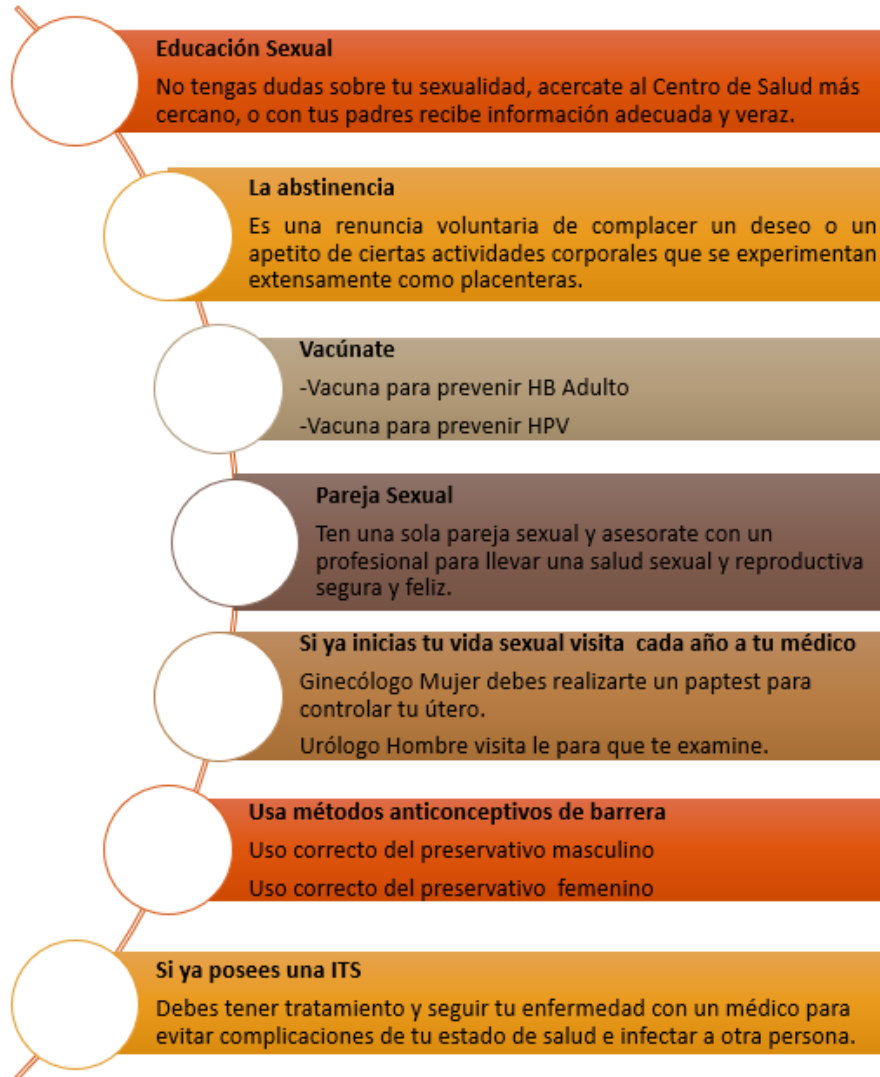 Educación Sexual
No tengas dudas sobre tu sexualidad, acercate al Centro de Salud más
cercano, o con tus padres recibe información adecuada y veraz.
La abstinencia
Es una renuncia voluntaria de complacer un deseo o un
apetito de ciertas actividades corporales que se experimentan
extensamente como placenteras.
Vacúnate
-Vacuna para prevenir HB Adulto
-Vacuna para prevenir HPV
Pareja Sexual
Ten una sola pareja sexual y asesorate con un
profesional para llevar una salud sexual y reproductiva
segura y feliz.
Si ya inicias tu vida sexual visita cada año a tu médico
Ginecólogo Mujer debes realizarte un paptest para
controlar tu útero.
Urólogo Hombre visita le para que te examine.
Usa métodos anticonceptivos de barrera
Uso correcto del preservativo masculino
Uso correcto del preservativo femenino
Si ya posees una ITS
Debes tener tratamiento y seguir tu enfermedad con un médico para
evitar complicaciones de tu estado de salud e infectar a otra persona.